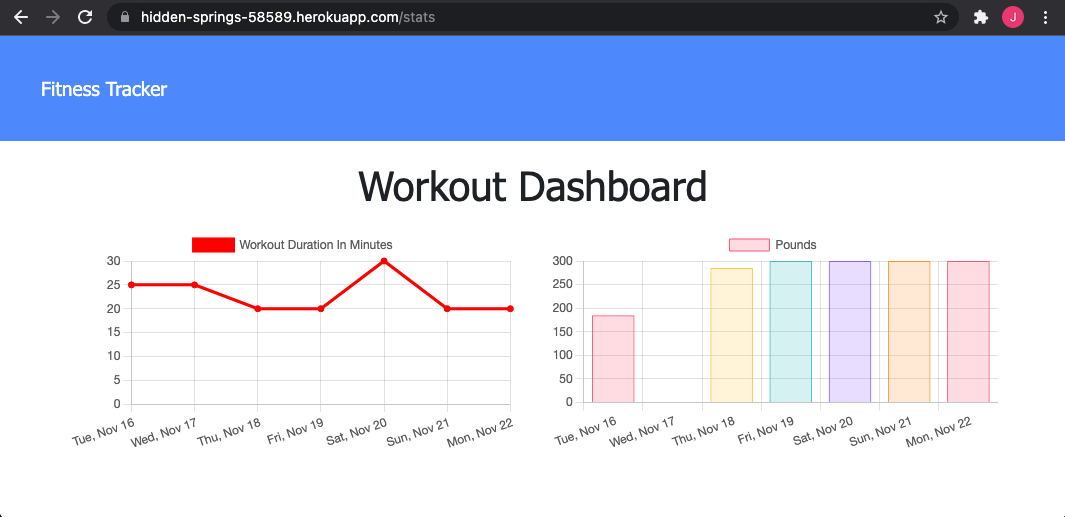 hidden-springs-58589.herokuapp.com/stats
J
Fitness Tracker
Workout Dashboard
Workout Duration In Minutes
30
25
20
15
10
5
0
Tue, Nov 16
Wed, Nov 17
Thu, Nov 18
Fri, Nov 19
Sat, Nov 20
Sun, Nov 21
Mon, Nov 22
Pounds
300
250
200
150
100
50
0
Tue, Nov 16
Wed, Nov 17
Thu, Nov 18
Fri, Nov 19
Sat, Nov 20
Sun, Nov 21
Mon, Nov 22